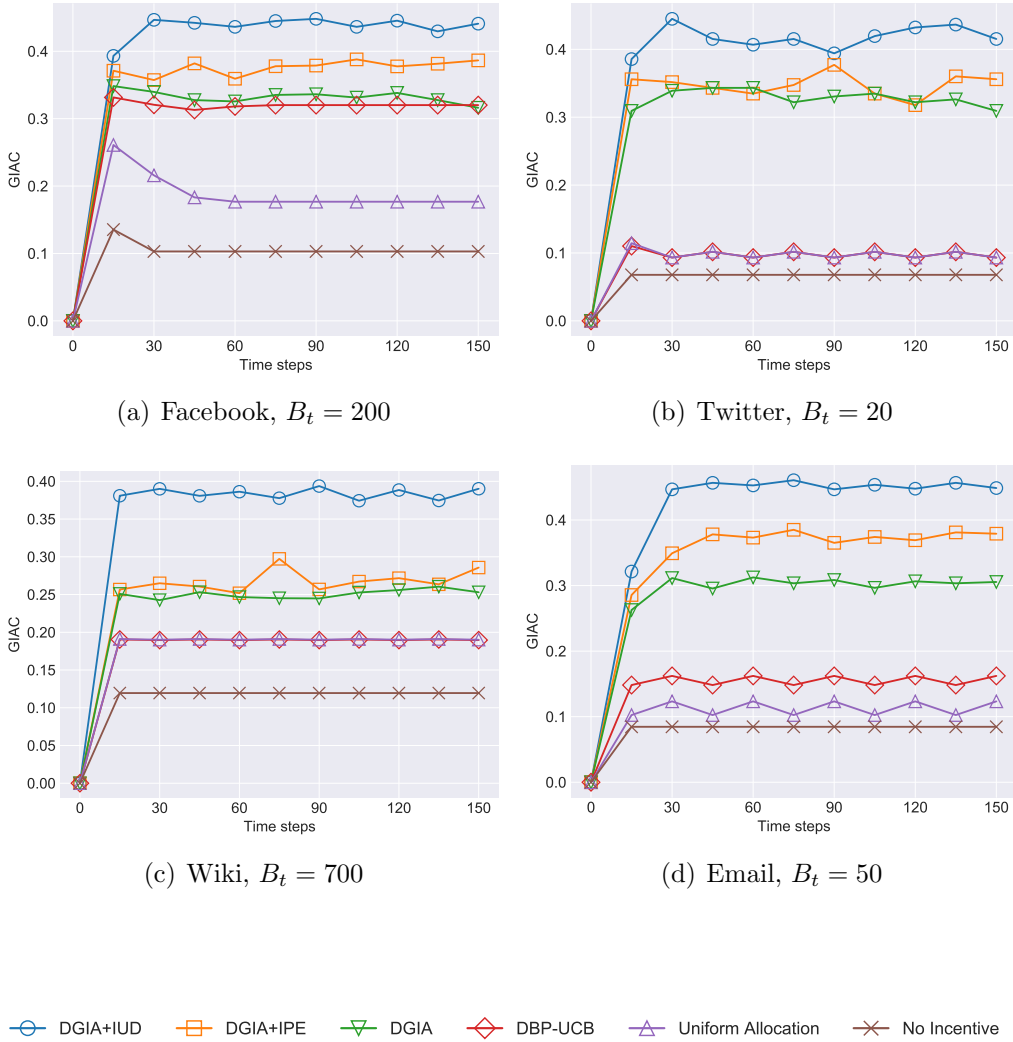 0.4
0.3
0.2
0.1
0.0
GIAC
0 30 60 90 120 150
Time steps
(a) Facebook, B_t = 200
0.4
0.3
0.2
0.1
0.0
GIAC
0 30 60 90 120 150
Time steps
(b) Twitter, B_t = 20
0.40
0.35
0.30
0.25
0.20
0.15
0.10
0.05
0.00
GIAC
0 30 60 90 120 150
Time steps
(c) Wiki, B_t = 700
0.4
0.3
0.2
0.1
0.0
GIAC
0 30 60 90 120 150
Time steps
(d) Email, B_t = 50
DGIA+IUD DGIA+IPE DGIA DBP-UCB Uniform Allocation No Incentive